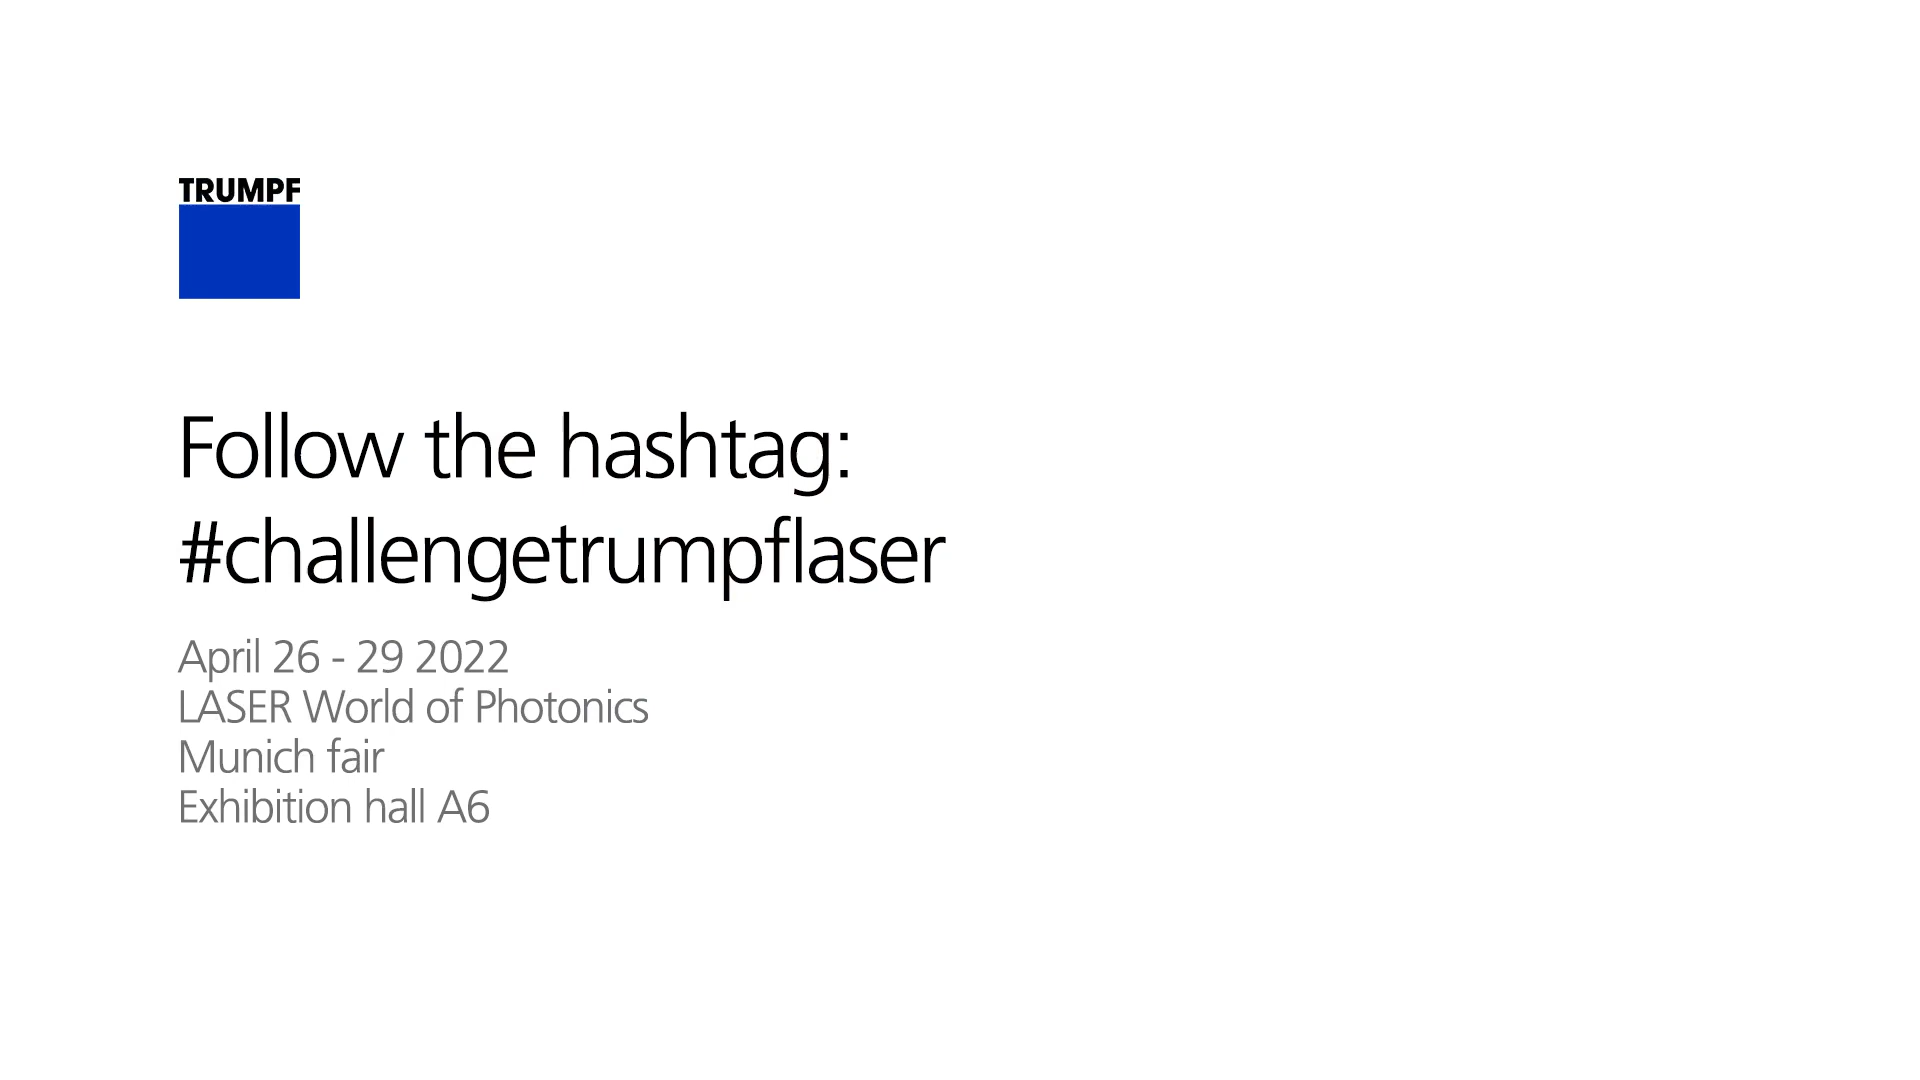 TRUMPF
Follow the hashtag:
#challengetrumpflaser
April 26 - 29 2022
LASER World of Photonics
Munich fair
Exhibition hall A6